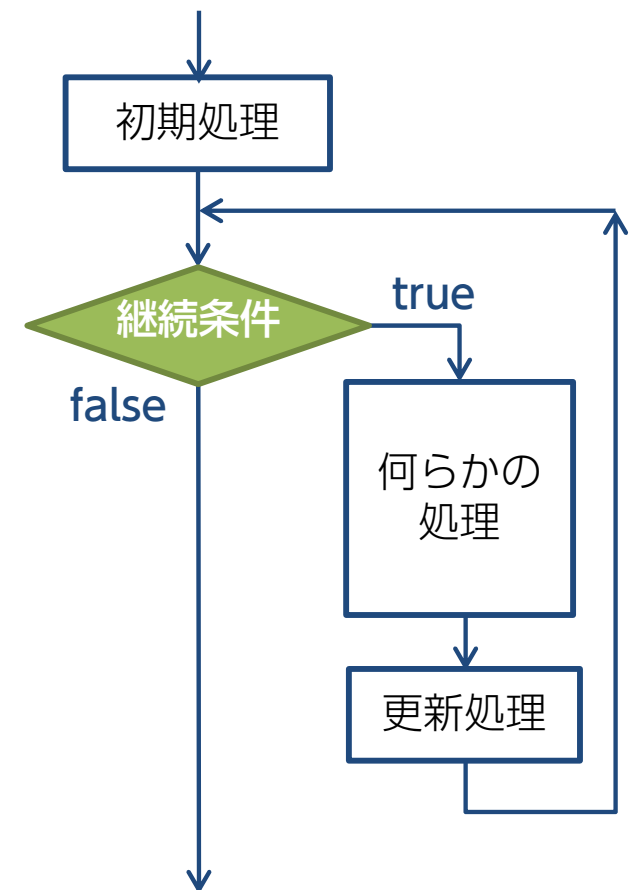 初期処理
継続条件
true
false
何らかの
処理
更新処理